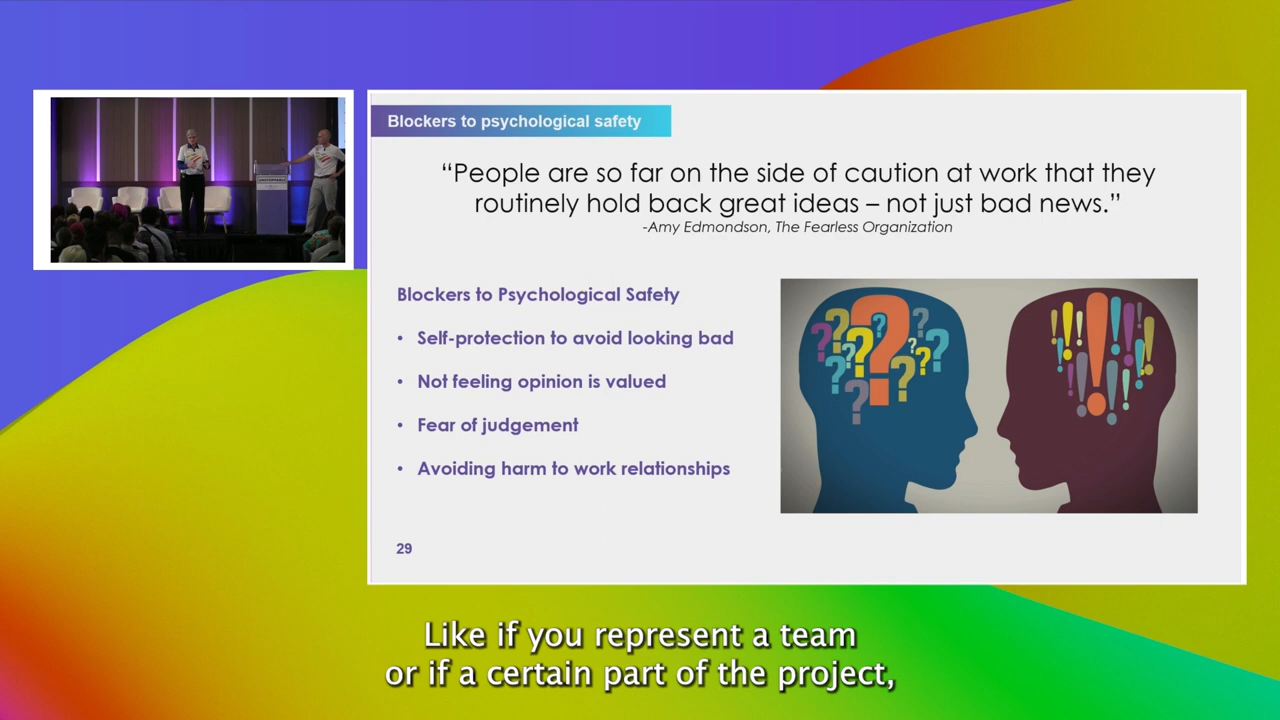 Blockers to psychological safety
“People are so far on the side of caution at work that they
routinely hold back great ideas – not just bad news.”
-Amy Edmondson, The Fearless Organization
Blockers to Psychological Safety
• Self-protection to avoid looking bad
• Not feeling opinion is valued
• Fear of judgement
• Avoiding harm to work relationships
29
Like if you represent a team
or if a certain part of the project,